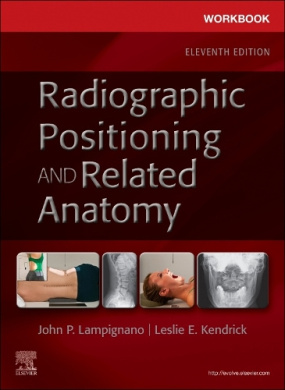 WORKBOOK
ELEVENTH EDITION
Radiographic
Positioning
AND Related
Anatomy
John P. Lampignano | Leslie E. Kendrick
ELSEVIER
http://evolve.elsevier.com